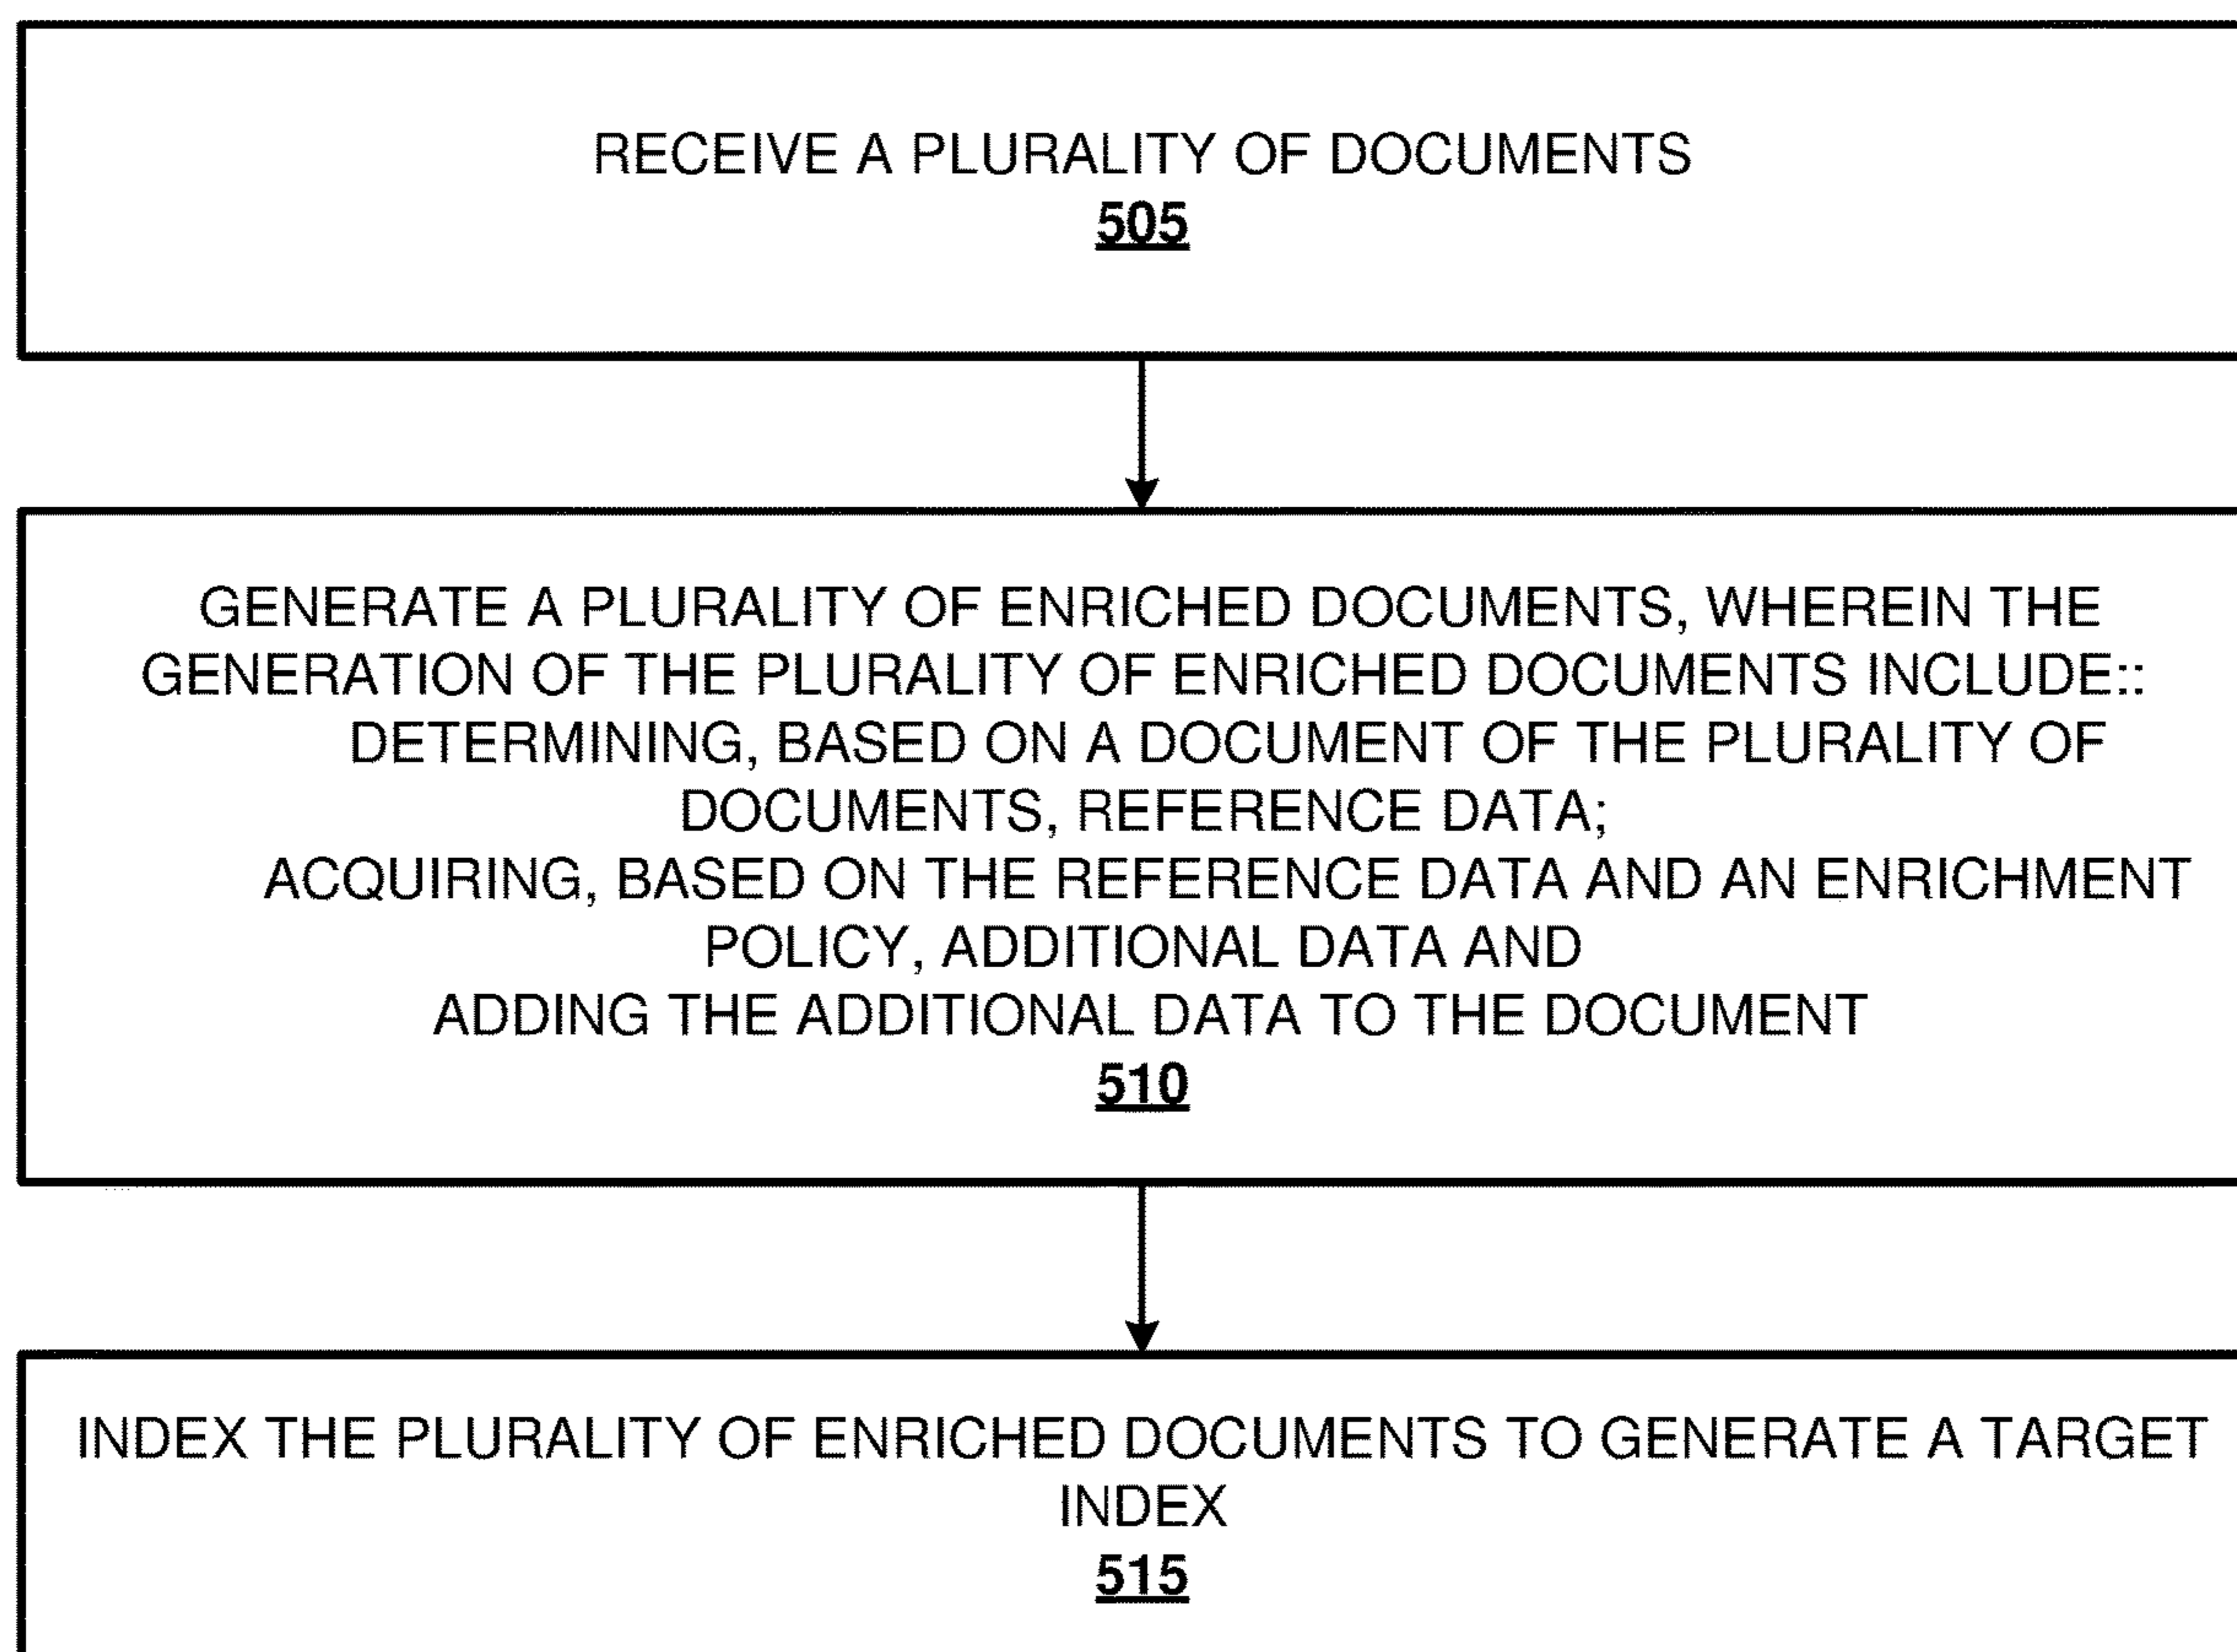 RECEIVE A PLURALITY OF DOCUMENTS
505
GENERATE A PLURALITY OF ENRICHED DOCUMENTS, WHEREIN THE
GENERATION OF THE PLURALITY OF ENRICHED DOCUMENTS INCLUDE::
DETERMINING, BASED ON A DOCUMENT OF THE PLURALITY OF
DOCUMENTS, REFERENCE DATA;
ACQUIRING, BASED ON THE REFERENCE DATA AND AN ENRICHMENT
POLICY, ADDITIONAL DATA AND
ADDING THE ADDITIONAL DATA TO THE DOCUMENT
510
INDEX THE PLURALITY OF ENRICHED DOCUMENTS TO GENERATE A TARGET
INDEX
515